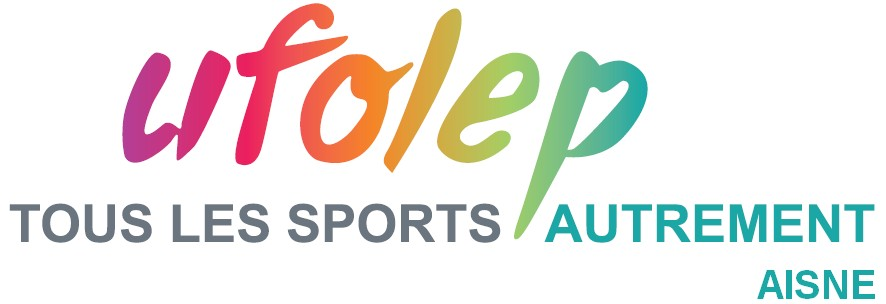 ufolep
TOUS LES SPORTS AUTREMENT
AISNE